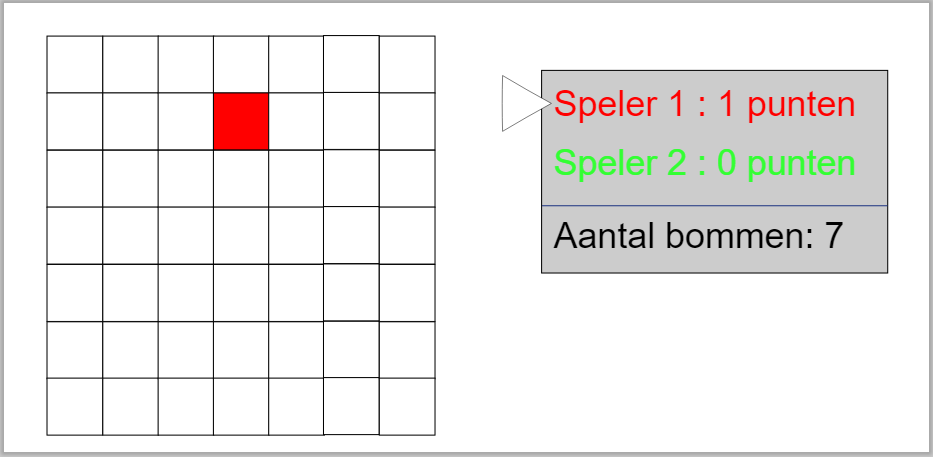 Speler 1 : 1 punten
Speler 2 : 0 punten
Aantal bommen: 7